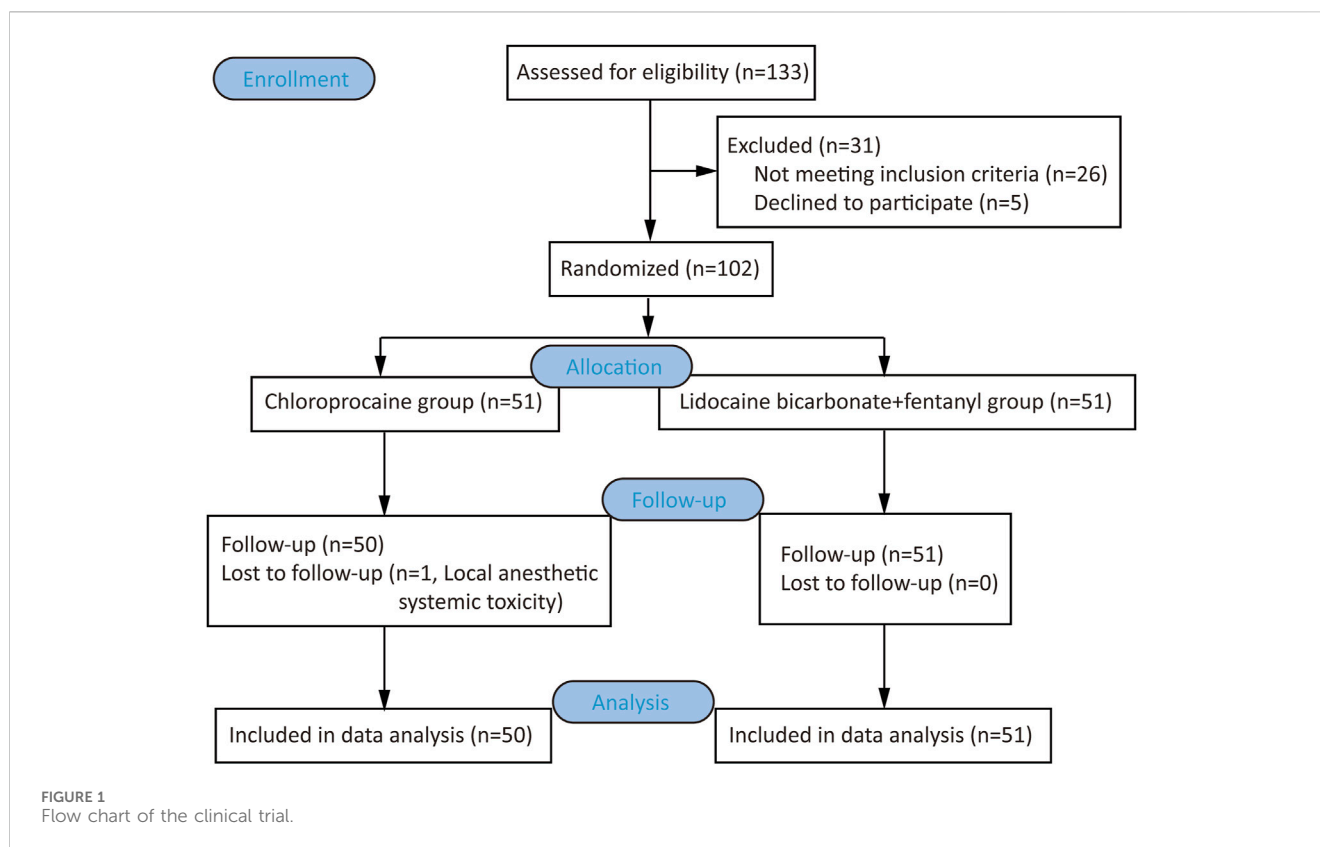 Enrollment
Assessed for eligibility (n=133)
Excluded (n=31)
Not meeting inclusion criteria (n=26)
Declined to participate (n=5)
Randomized (n=102)
Allocation
Chloroprocaine group (n=51)
Lidocaine bicarbonate+fentanyl group (n=51)
Follow-up
Follow-up (n=50)
Lost to follow-up (n=1, Local anesthetic
systemic toxicity)
Follow-up (n=51)
Lost to follow-up (n=0)
Analysis
Included in data analysis (n=50)
Included in data analysis (n=51)
FIGURE 1
Flow chart of the clinical trial.